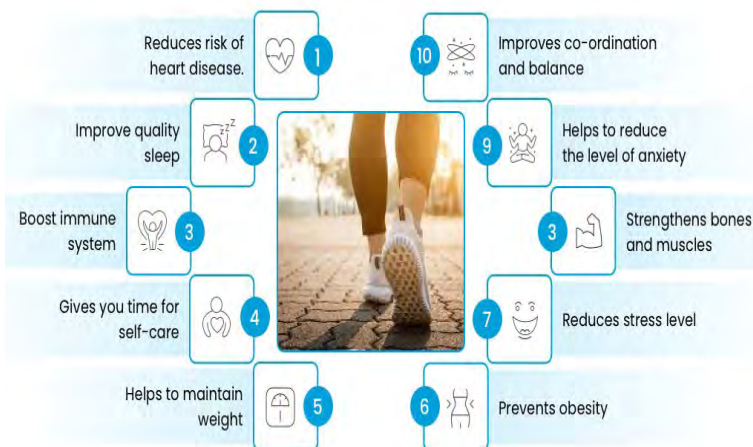 Reduces risk of
heart disease.
1
Improve quality
sleep
2
Boost immune
system
3
Gives you time for
self-care
4
Helps to maintain
weight
5
10
Improves co-ordination
and balance
9
Helps to reduce
the level of anxiety
3
Strengthens bones
and muscles
7
Reduces stress level
6
Prevents obesity